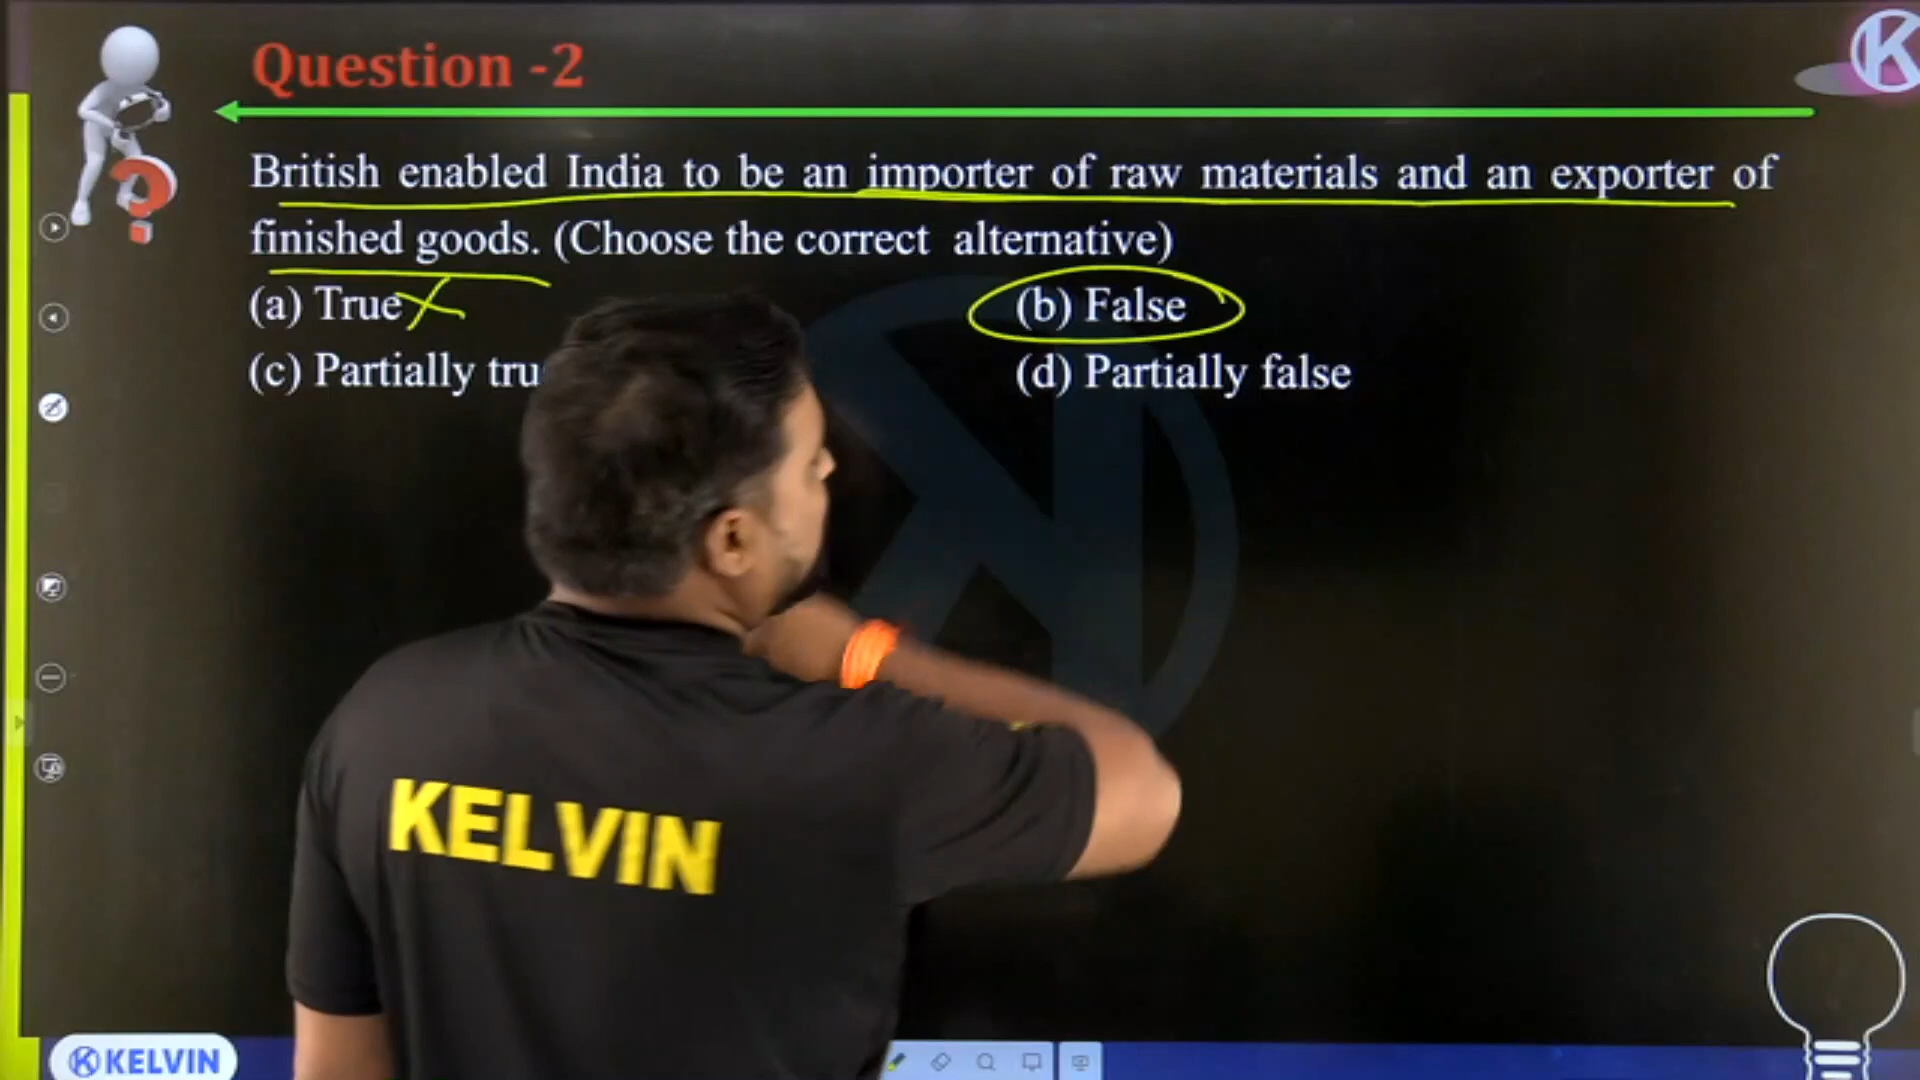 Question -2
British enabled India to be an importer of raw materials and an exporter of
finished goods. (Choose the correct alternative)
(a) True
(b) False
(c) Partially tru
(d) Partially false
KELVIN
KELVIN